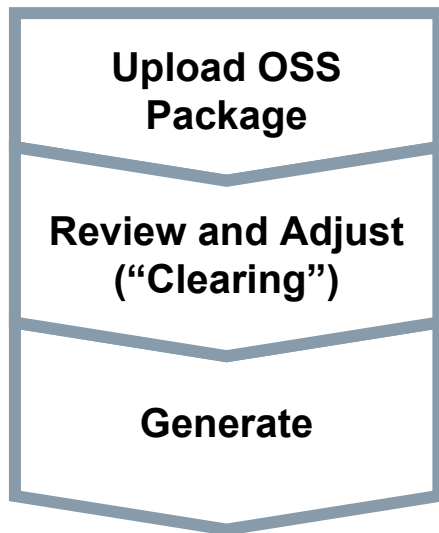 Upload OSS
Package
Review and Adjust
(“Clearing”)
Generate